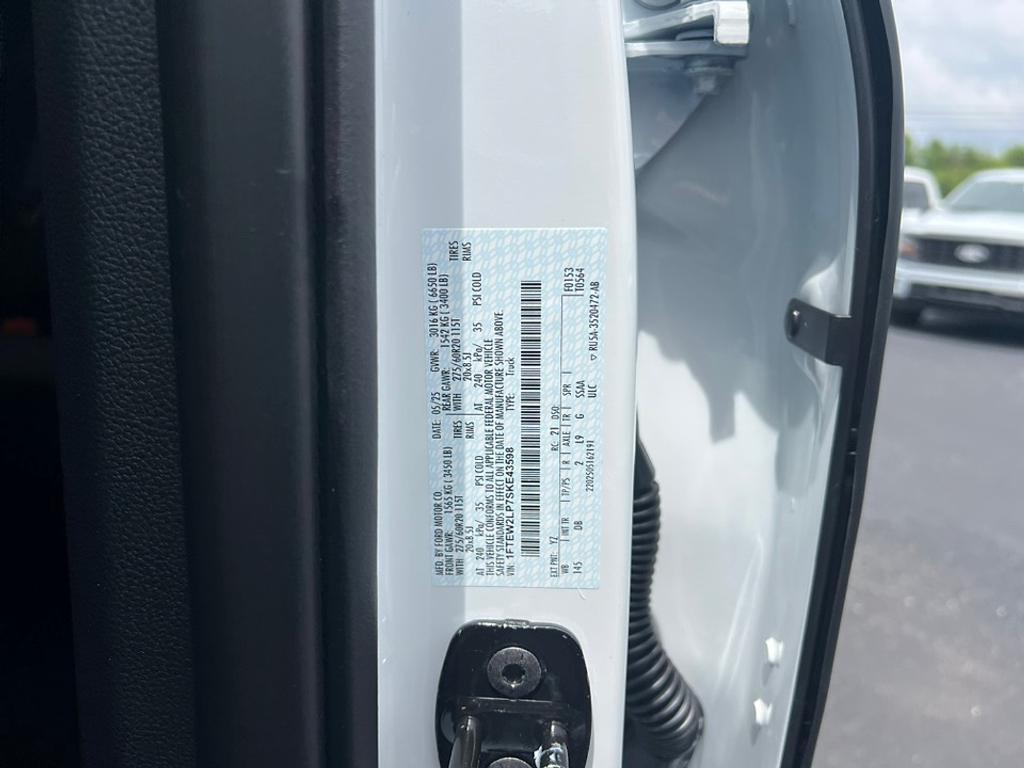 MFD. BY FORD MOTOR CO. DATE: 05/25 GVWR: 3016 KG ( 6650 LB)
FRONT GAWR: 1565 KG ( 3450 LB) REAR GAWR: 1542 KG ( 3400 LB)
WITH 275/60R20 115T TIRES WITH 275/60R20 115T TIRES
20x8.5J RIMS 20x8.5J RIMS
AT 240 kPa/ 35 PSI COLD AT 240 kPa/ 35 PSI COLD
THIS VEHICLE CONFORMS TO ALL APPLICABLE FEDERAL MOTOR VEHICLE
SAFETY STANDARDS IN EFFECT ON THE DATE OF MANUFACTURE SHOWN ABOVE.
VIN: 1FTEW2LP7SKE43598 TYPE: Truck
EXT PNT: YZ RC: 21 DSO: F0153
WB | INT TR | TP/PS | R | AXLE | TR | SPR | T0564
145 DB 2 L9 G SSAA
2202505162191 ULC ▽ RUSA-3520472-AB
Ford